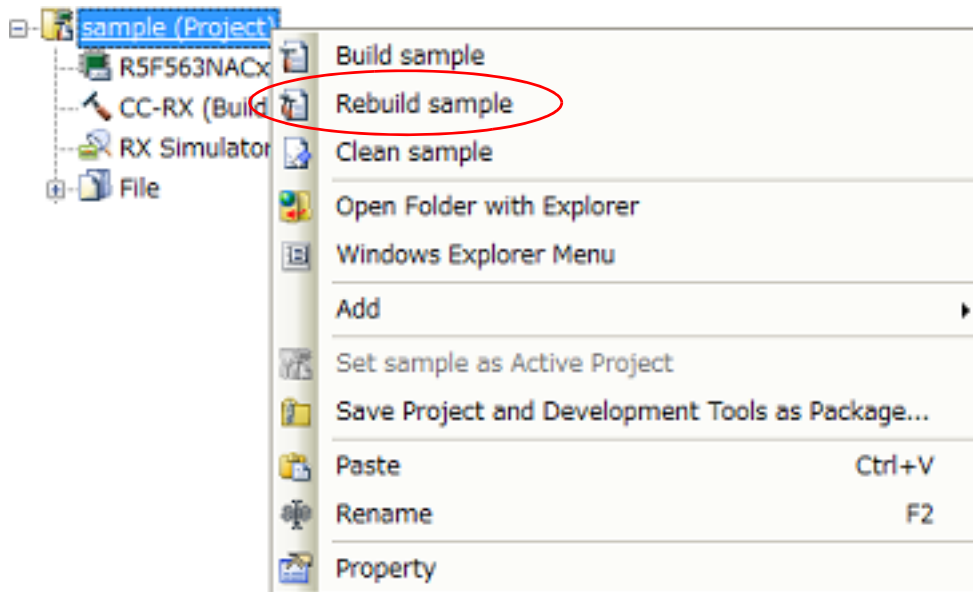 sample (Project)
R5F563NACx
CC-RX (Build
RX Simulator
File
Build sample
Rebuild sample
Clean sample
Open Folder with Explorer
Windows Explorer Menu
Add
Set sample as Active Project
Save Project and Development Tools as Package...
Paste Ctrl+V
Rename F2
Property